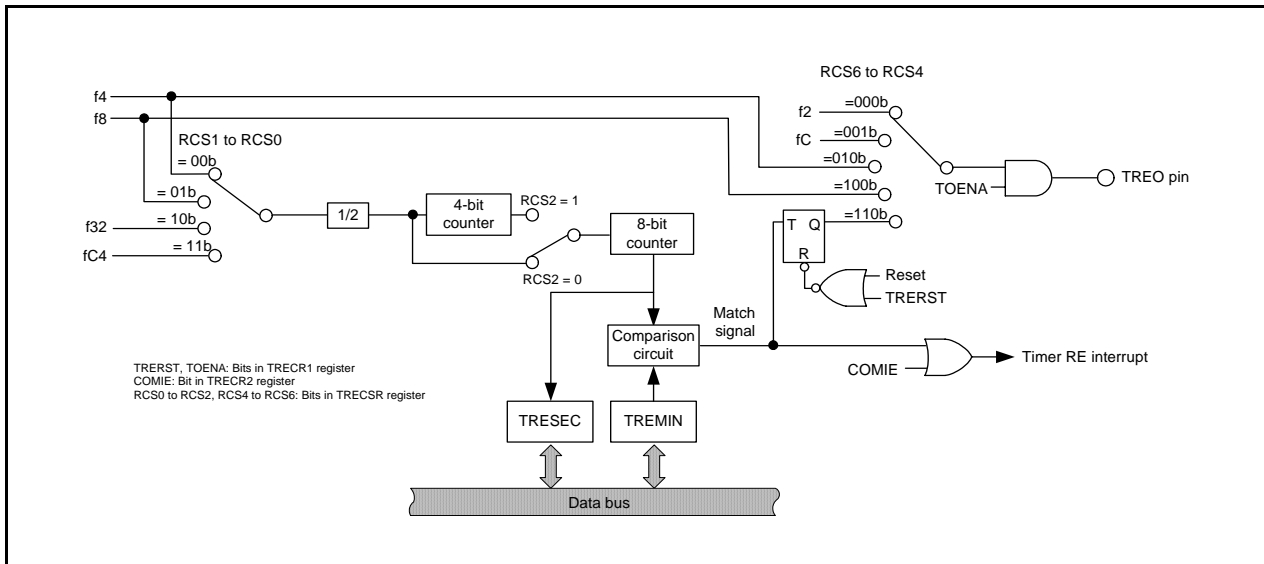 RCS6 to RCS4
f4
f8
f2
=000b
fC
=001b
=010b
=100b
=110b
TOENA
TREO pin
RCS1 to RCS0
= 00b
= 01b
f32
= 10b
fC4
= 11b
1/2
4-bit
counter
RCS2 = 1
RCS2 = 0
8-bit
counter
T Q
R
Reset
TRERST
Match
signal
Comparison
circuit
COMIE
Timer RE interrupt
TRERST, TOENA: Bits in TRECR1 register
COMIE: Bit in TRECR2 register
RCS0 to RCS2, RCS4 to RCS6: Bits in TRECSR register
TRESEC
TREMIN
Data bus